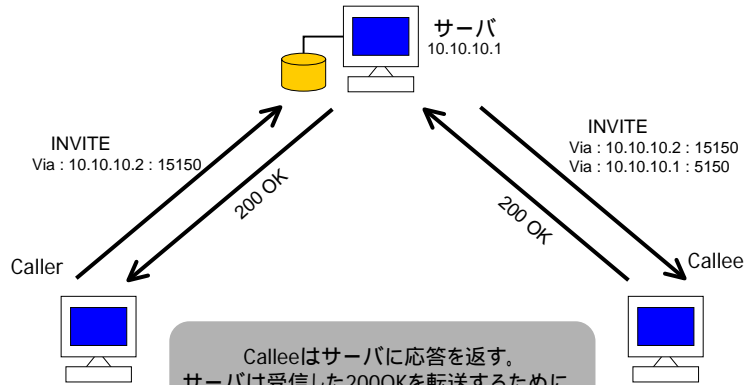 サーバ
10.10.10.1
INVITE
Via : 10.10.10.2 : 15150
200 OK
INVITE
Via : 10.10.10.2 : 15150
Via : 10.10.10.1 : 5150
200 OK
Caller
Callee
Calleeはサーバに応答を返す。
サーバは受信した200OKを転送するために